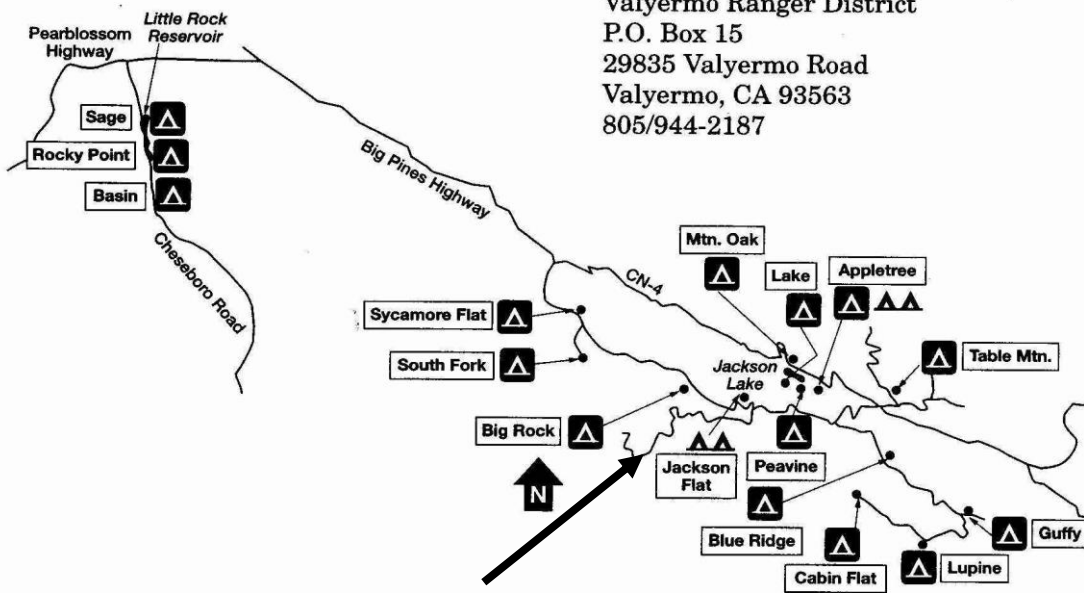 Valyermo Ranger District
P.O. Box 15
29835 Valyermo Road
Valyermo, CA 93563
805/944-2187
Little Rock
Reservoir
Pearblossom
Highway
Sage
Rocky Point
Basin
Cheseboro Road
Big Pines Highway
CN-4
Mtn. Oak
Lake
Appletree
Sycamore Flat
South Fork
Jackson
Lake
Table Mtn.
Big Rock
N
Jackson
Flat
Peavine
Blue Ridge
Cabin Flat
Lupine
Guffy